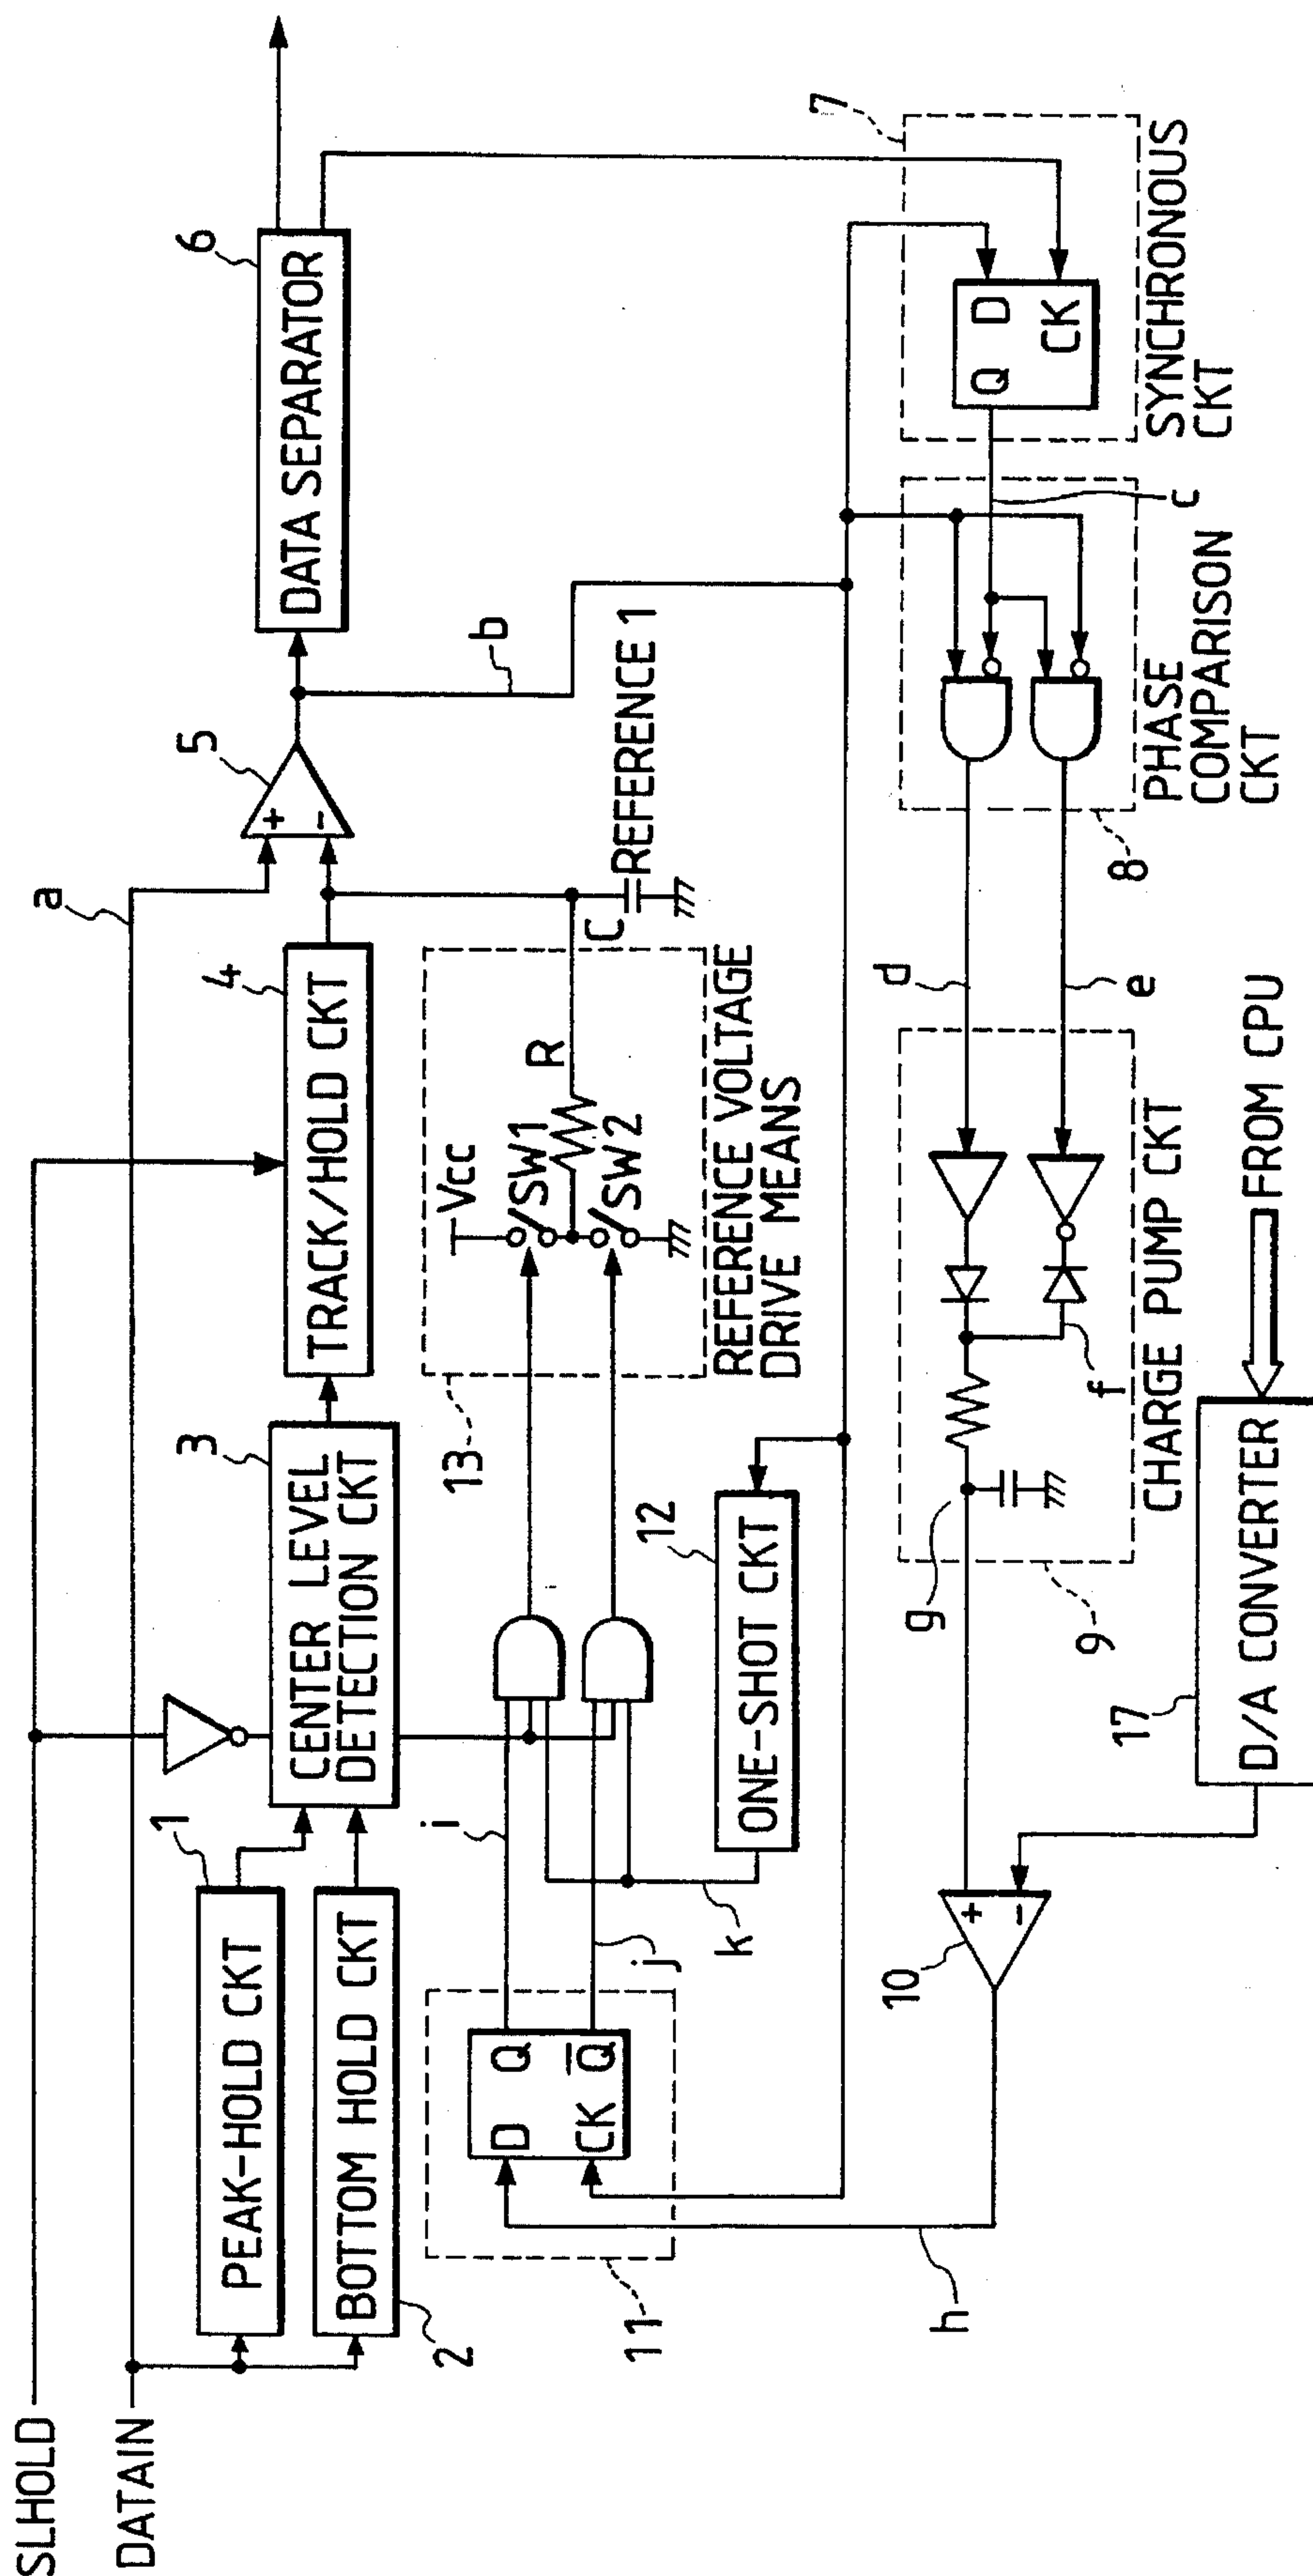 SLHOLD
DATAIN
a
1
PEAK-HOLD CKT
2
BOTTOM HOLD CKT
3
CENTER LEVEL
DETECTION CKT
4
TRACK/HOLD CKT
5
+
-
b
6
DATA SEPARATOR
11
D Q
CK Q̅
i
j
k
12
ONE-SHOT CKT
13
Vcc
SW1
SW2
R
C
REFERENCE 1
REFERENCE VOLTAGE
DRIVE MEANS
h
10
+
-
g
9
f
CHARGE PUMP CKT
d
e
8
PHASE
COMPARISON
CKT
c
7
Q D
CK
SYNCHRONOUS
CKT
17
D/A CONVERTER
FROM CPU